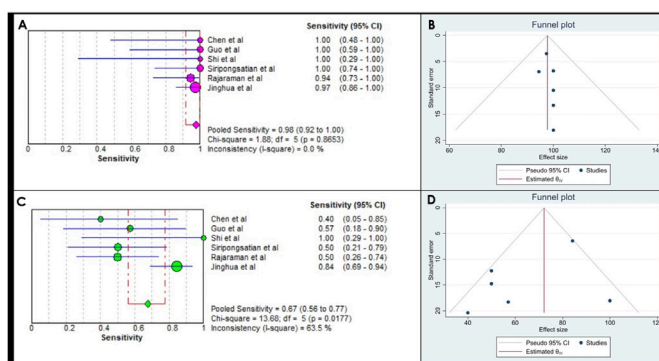 A
Sensitivity (95% CI)
Chen et al 1.00 (0.48 - 1.00)
Guo et al 1.00 (0.59 - 1.00)
Shi et al 1.00 (0.29 - 1.00)
Siripongsatian et al 1.00 (0.74 - 1.00)
Rajaraman et al 0.94 (0.73 - 1.00)
Jinghua et al 0.97 (0.86 - 1.00)
Pooled Sensitivity = 0.98 (0.92 to 1.00)
Chi-square = 1.88; df = 5 (p = 0.8653)
Inconsistency (I-square) = 0.0 %
0 0.2 0.4 0.6 0.8 1
Sensitivity
B
Funnel plot
Standard error
0
5
10
15
20
60 80 100 120 140
Effect size
Pseudo 95% CI Studies
Estimated θIV
C
Sensitivity (95% CI)
Chen et al 0.40 (0.05 - 0.85)
Guo et al 0.57 (0.18 - 0.90)
Shi et al 1.00 (0.29 - 1.00)
Siripongsatian et al 0.50 (0.21 - 0.79)
Rajaraman et al 0.50 (0.26 - 0.74)
Jinghua et al 0.84 (0.69 - 0.94)
Pooled Sensitivity = 0.67 (0.56 to 0.77)
Chi-square = 13.68; df = 5 (p = 0.0177)
Inconsistency (I-square) = 63.5 %
0 0.2 0.4 0.6 0.8 1
Sensitivity
D
Funnel plot
Standard error
0
5
10
15
20
40 60 80 100 120
Effect size
Pseudo 95% CI Studies
Estimated θIV